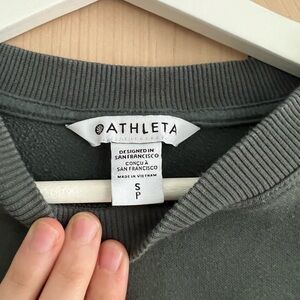 ATHLETA
DESIGNED IN
SAN FRANCISCO
CONÇU À
SAN FRANCISCO
MADE IN VIETNAM
S
P